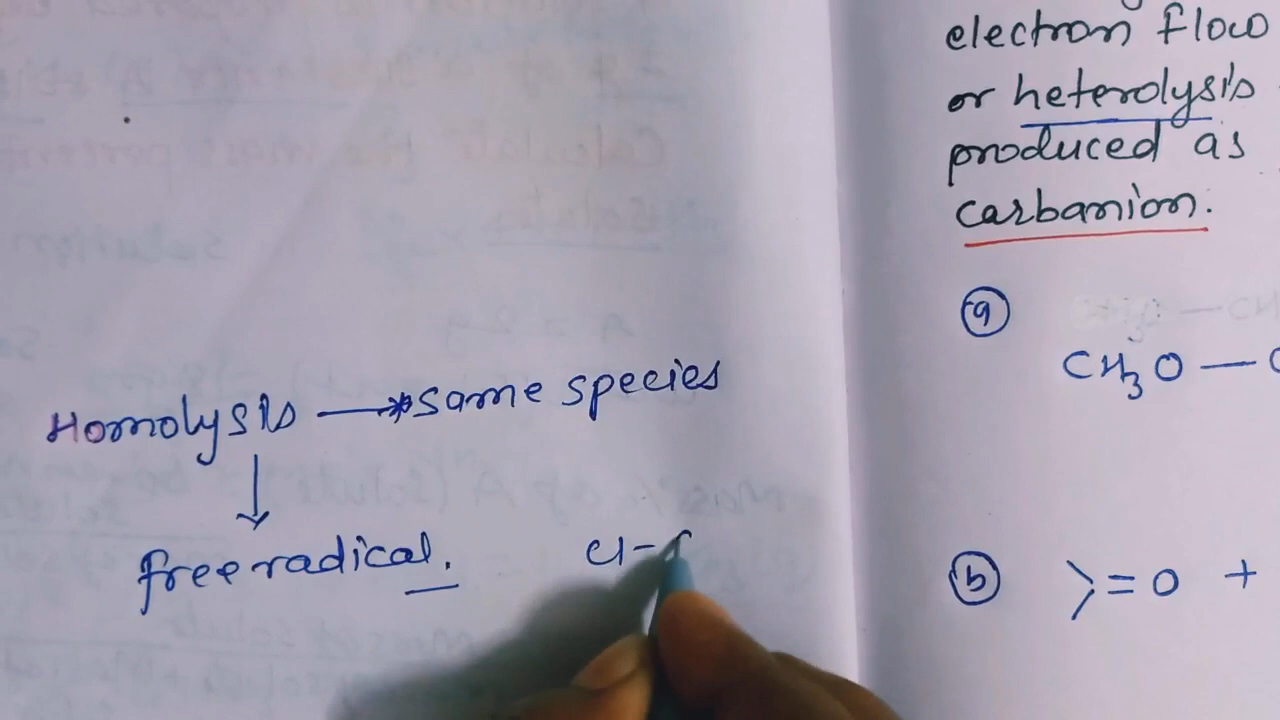 Homolysis → same species
↓
free radical.
Cl -
electron flow
or heterolysis
produced as
carbanion.
(a)
CH3O —
(b) >=O +